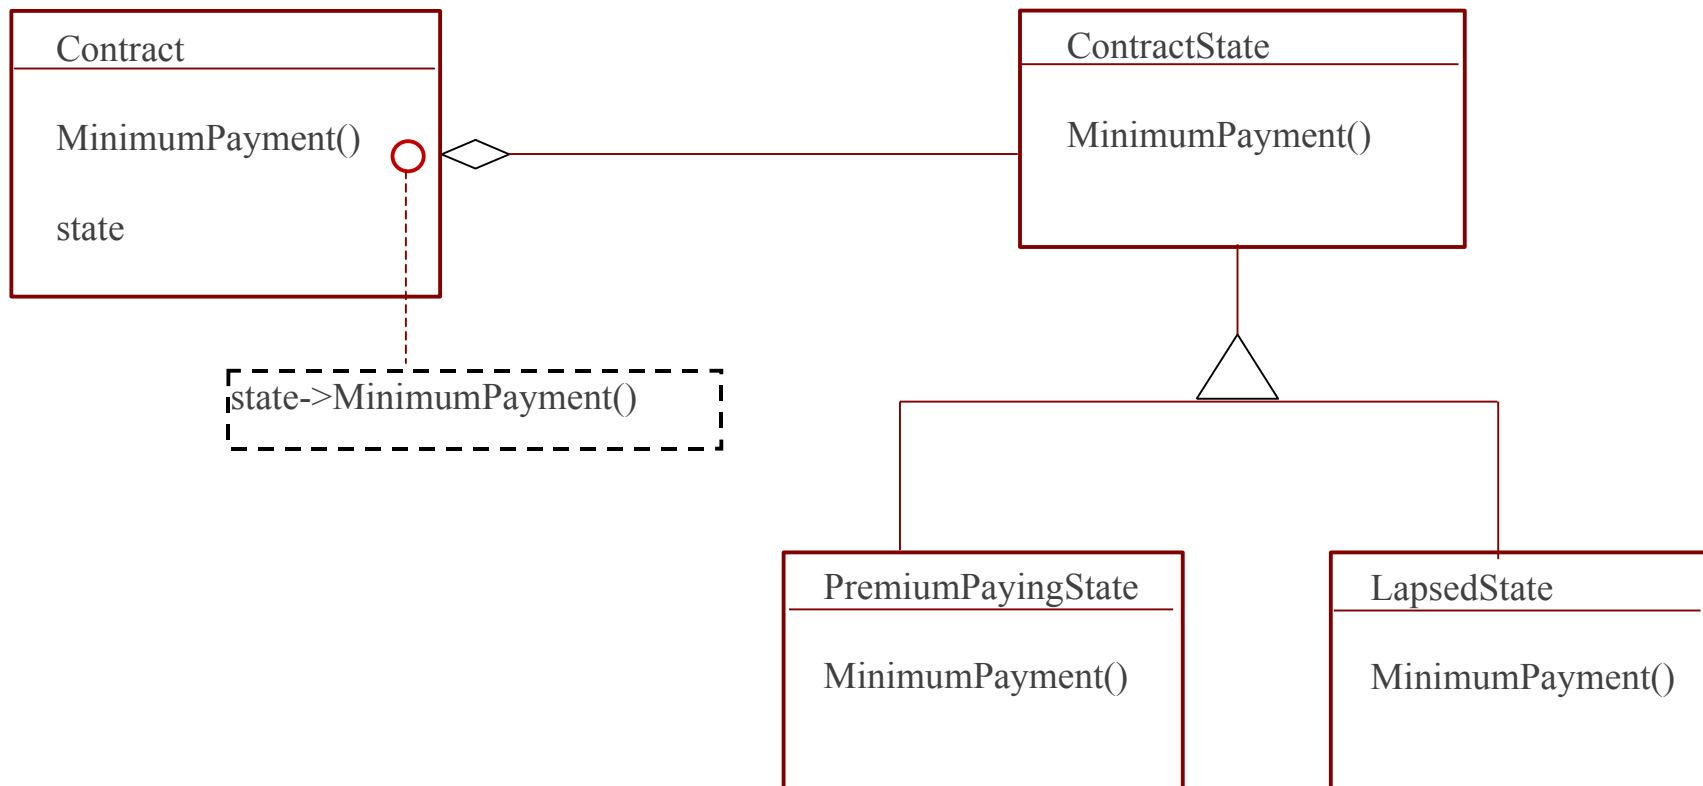 Contract
MinimumPayment()
state
ContractState
MinimumPayment()
state->MinimumPayment()
PremiumPayingState
MinimumPayment()
LapsedState
MinimumPayment()